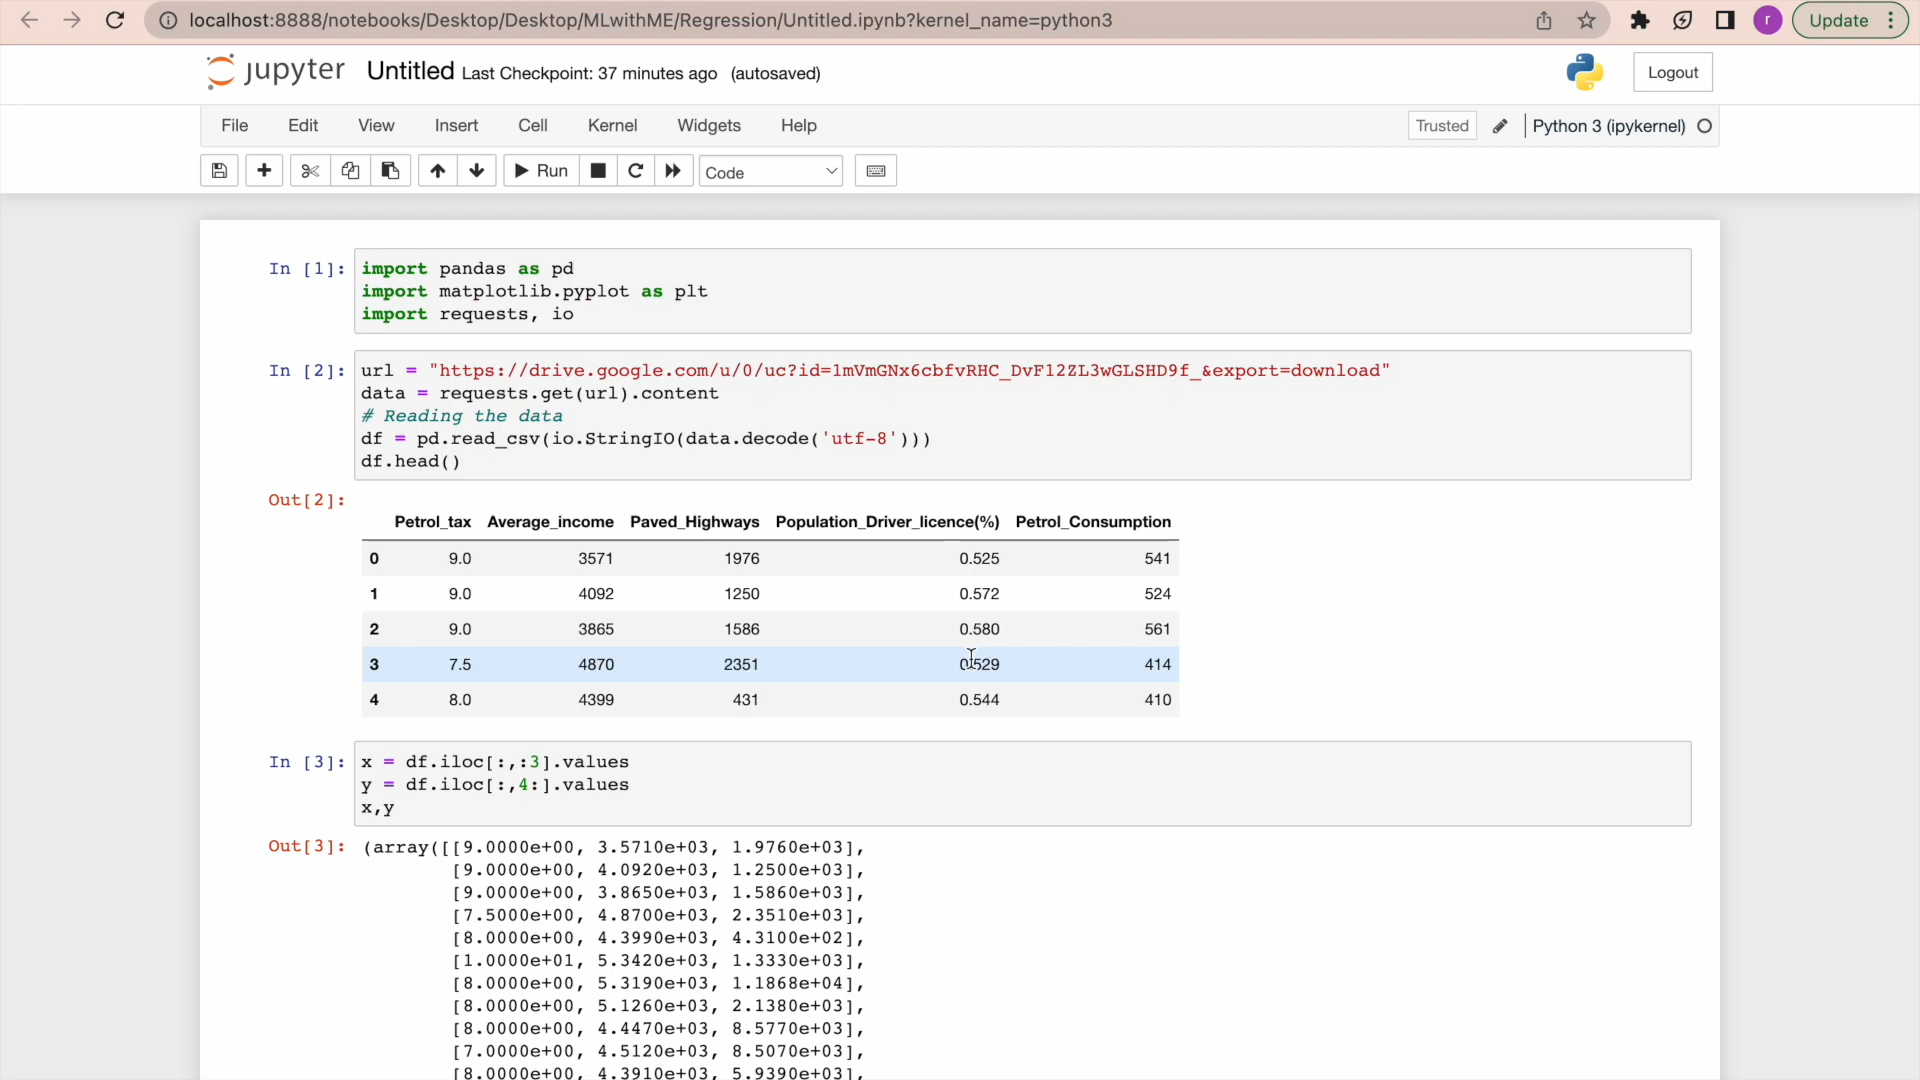 localhost:8888/notebooks/Desktop/Desktop/MLwithME/Regression/Untitled.ipynb?kernel_name=python3
r
Update
jupyter Untitled Last Checkpoint: 37 minutes ago (autosaved)
Logout
File Edit View Insert Cell Kernel Widgets Help
Trusted Python 3 (ipykernel)
Run Code
In [1]: import pandas as pd
import matplotlib.pyplot as plt
import requests, io
In [2]: url = "https://drive.google.com/u/0/uc?id=1mVmGNx6cbfvRHC_DvF12ZL3wGLSHD9f_&export=download"
data = requests.get(url).content
# Reading the data
df = pd.read_csv(io.StringIO(data.decode('utf-8')))
df.head()
Out[2]:
Petrol_tax Average_income Paved_Highways Population_Driver_licence(%) Petrol_Consumption
0 9.0 3571 1976 0.525 541
1 9.0 4092 1250 0.572 524
2 9.0 3865 1586 0.580 561
3 7.5 4870 2351 0.529 414
4 8.0 4399 431 0.544 410
In [3]: x = df.iloc[:,:3].values
y = df.iloc[:,4:].values
x,y
Out[3]: (array([[9.0000e+00, 3.5710e+03, 1.9760e+03],
[9.0000e+00, 4.0920e+03, 1.2500e+03],
[9.0000e+00, 3.8650e+03, 1.5860e+03],
[7.5000e+00, 4.8700e+03, 2.3510e+03],
[8.0000e+00, 4.3990e+03, 4.3100e+02],
[1.0000e+01, 5.3420e+03, 1.3330e+03],
[8.0000e+00, 5.3190e+03, 1.1868e+04],
[8.0000e+00, 5.1260e+03, 2.1380e+03],
[8.0000e+00, 4.4470e+03, 8.5770e+03],
[7.0000e+00, 4.5120e+03, 8.5070e+03],
[8.0000e+00, 4.3910e+03, 5.9390e+03],